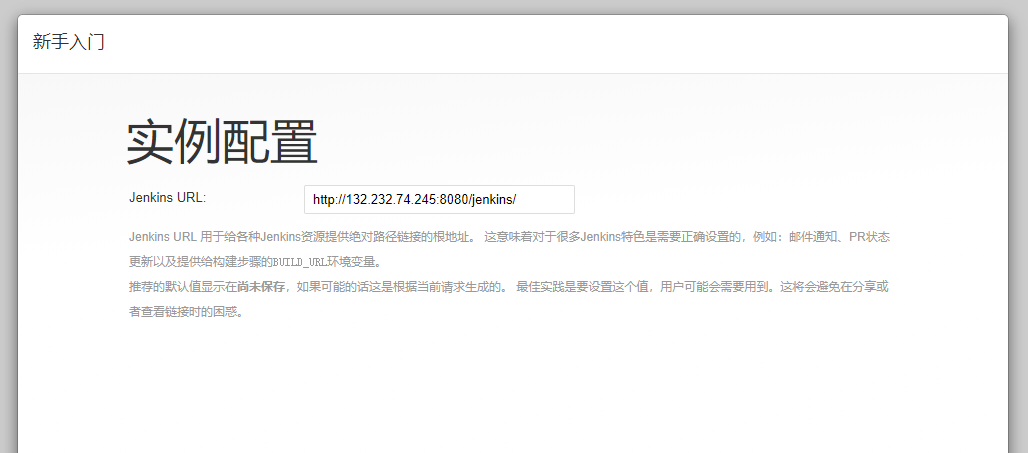 新手入门
实例配置
Jenkins URL: http://132.232.74.245:8080/jenkins/
Jenkins URL 用于给各种Jenkins资源提供绝对路径链接的根地址。 这意味着对于很多Jenkins特色是需要正确设置的，例如：邮件通知、PR状态
更新以及提供给构建步骤的BUILD_URL环境变量。
推荐的默认值显示在尚未保存，如果可能的话这是根据当前请求生成的。 最佳实践是要设置这个值，用户可能会需要用到。这将会避免在分享或
者查看链接时的困惑。